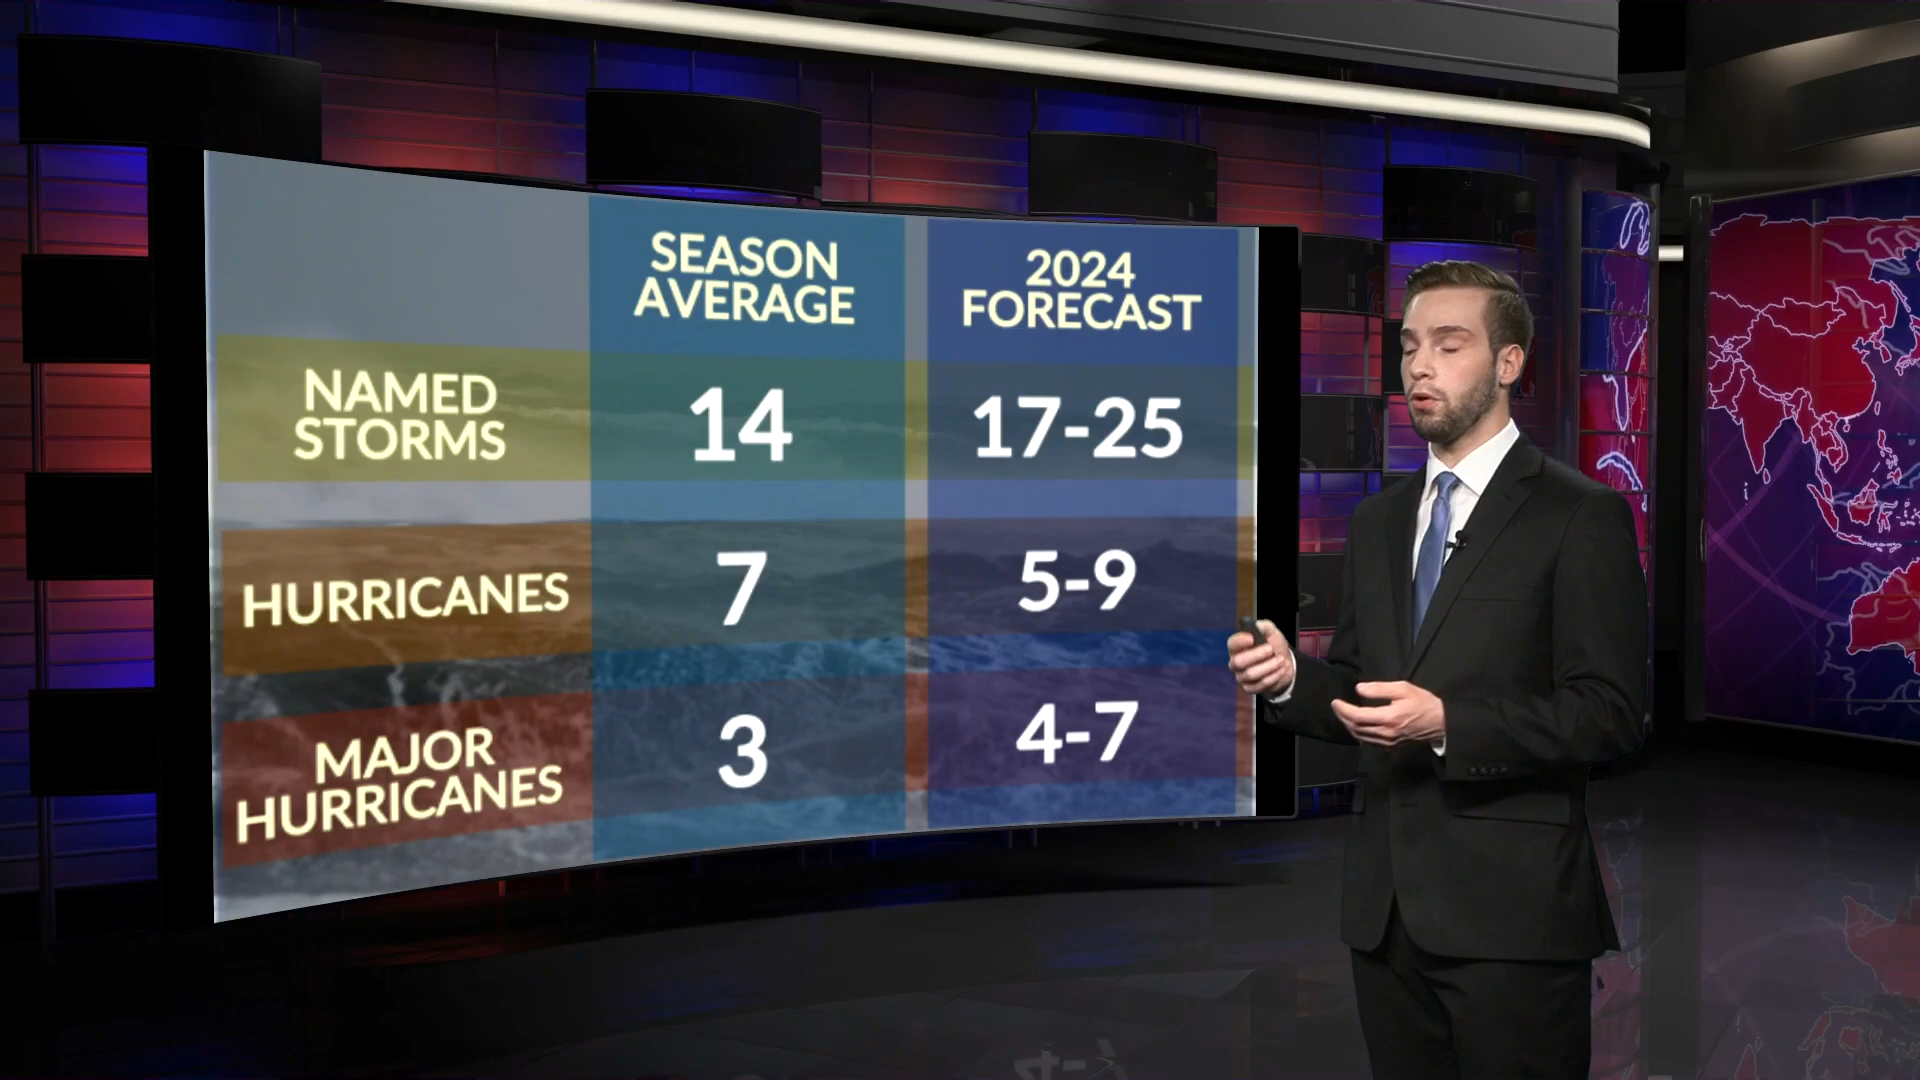 SEASON
AVERAGE
2024
FORECAST
NAMED
STORMS
14
17-25
HURRICANES
7
5-9
MAJOR
HURRICANES
3
4-7